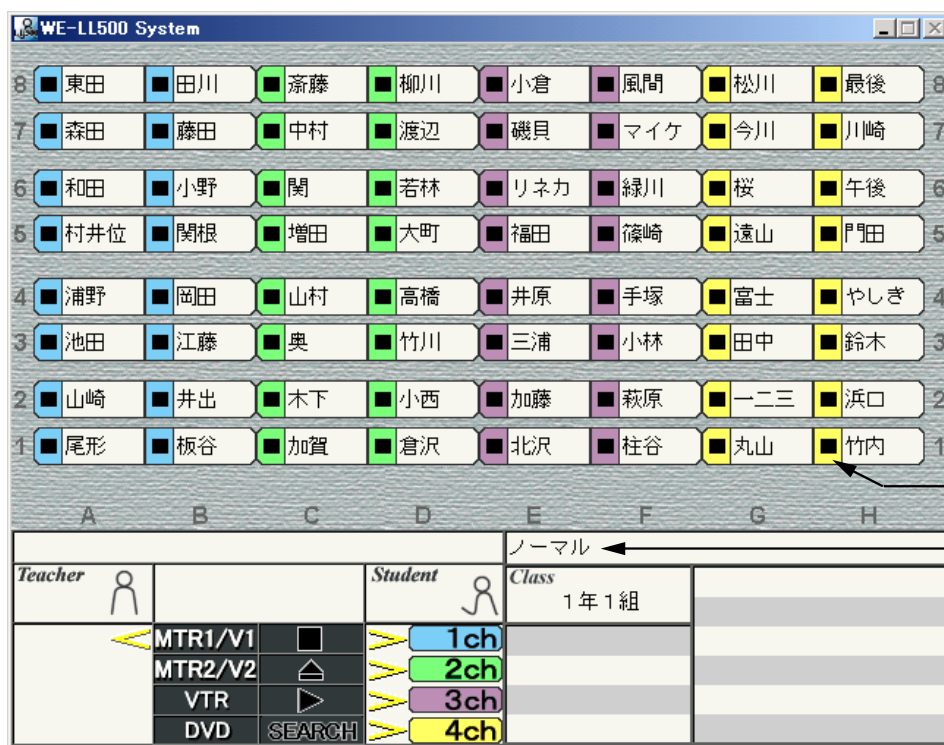 WE-LL500 System
8 東田 田川 斎藤 柳川 小倉 風間 松川 最後 8
7 森田 藤田 中村 渡辺 磯貝 マイケ 今川 川崎 7
6 和田 小野 関 若林 リネカ 緑川 桜 午後 6
5 村井位 関根 増田 大町 福田 篠崎 遠山 門田 5
4 浦野 岡田 山村 高橋 井原 手塚 富士 やしき 4
3 池田 江藤 奥 竹川 三浦 小林 田中 鈴木 3
2 山崎 井出 木下 小西 加藤 萩原 一二三 浜口 2
1 尾形 板谷 加賀 倉沢 北沢 柱谷 丸山 竹内 1
A B C D E F G H
ノーマル
Teacher Student Class
1年1組
MTR1/V1 1ch
MTR2/V2 2ch
VTR 3ch
DVD SEARCH 4ch